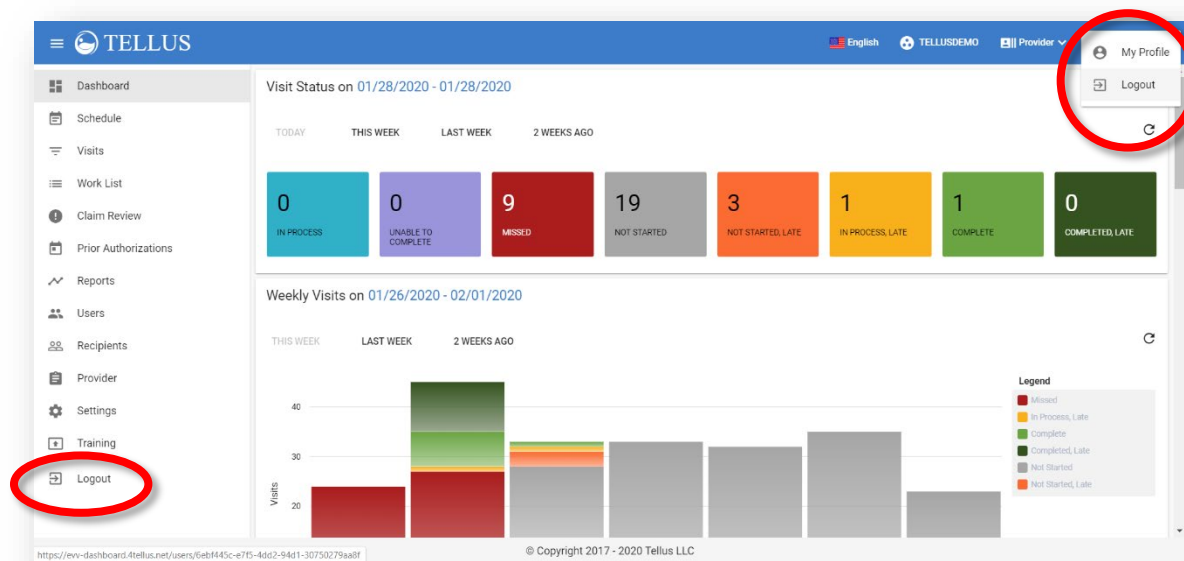 TELLUS
English
TELLUSDEMO
Provider
My Profile
Logout
Dashboard
Schedule
Visits
Work List
Claim Review
Prior Authorizations
Reports
Users
Recipients
Provider
Settings
Training
Logout
Visit Status on 01/28/2020 - 01/28/2020
TODAY THIS WEEK LAST WEEK 2 WEEKS AGO
0
IN PROCESS
0
UNABLE TO
COMPLETE
9
MISSED
19
NOT STARTED
3
NOT STARTED, LATE
1
IN PROCESS, LATE
1
COMPLETE
0
COMPLETED, LATE
Weekly Visits on 01/26/2020 - 02/01/2020
THIS WEEK LAST WEEK 2 WEEKS AGO
Visits
40
30
20
Legend
Missed
In Process, Late
Complete
Completed, Late
Not Started
Not Started, Late
https://evv-dashboard.4tellus.net/users/6ebf445c-e7f5-4dd2-94d1-30750279aa8f
© Copyright 2017 - 2020 Tellus LLC